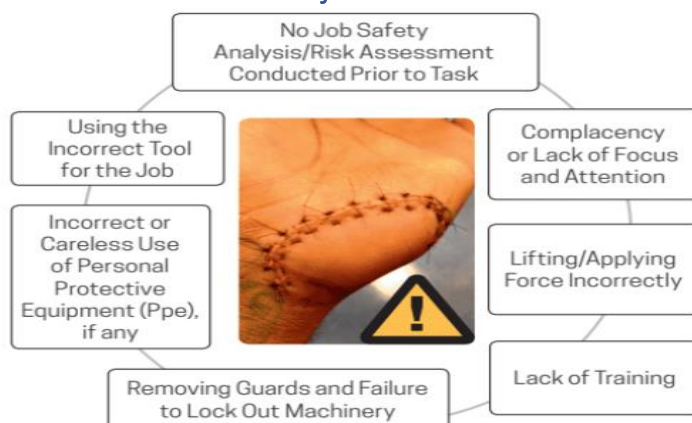 No Job Safety
Analysis/Risk Assessment
Conducted Prior to Task
Using the
Incorrect Tool
for the Job
Complacency
or Lack of Focus
and Attention
Incorrect or
Careless Use
of Personal
Protective
Equipment (Ppe),
if any
Lifting/Applying
Force Incorrectly
Lack of Training
Removing Guards and Failure
to Lock Out Machinery
!